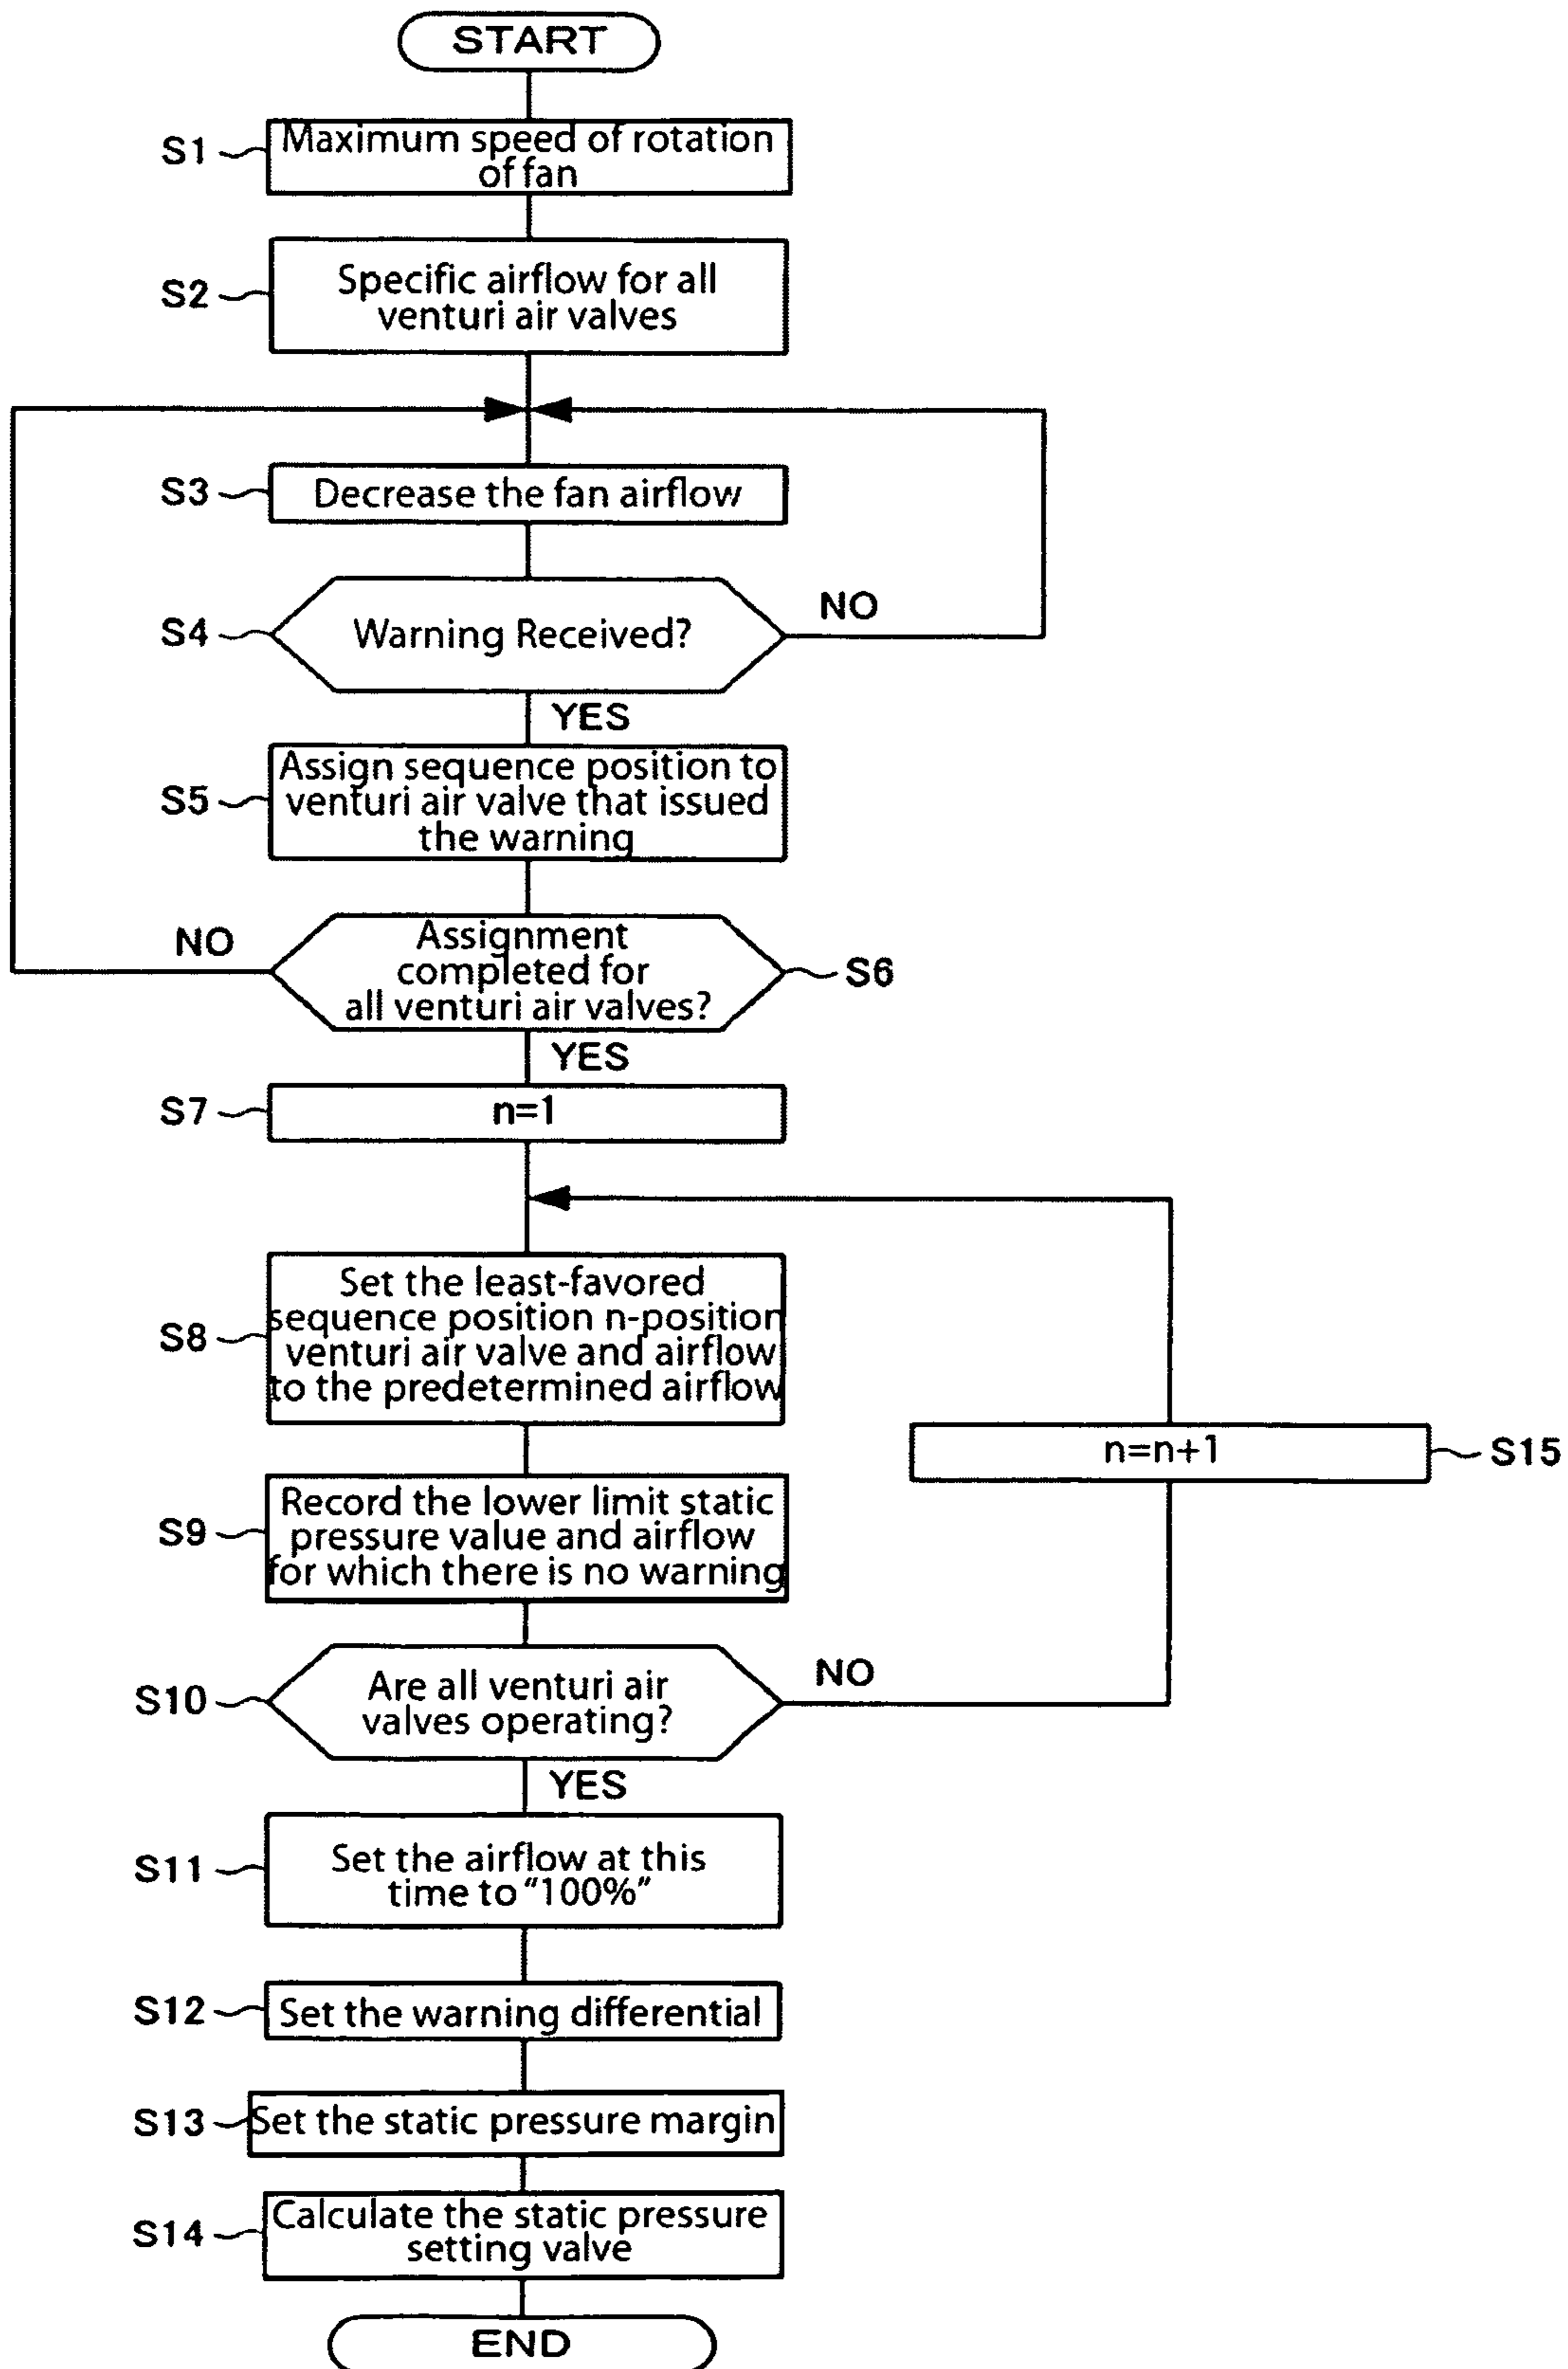 START
S1
Maximum speed of rotation
of fan
S2
Specific airflow for all
venturi air valves
S3
Decrease the fan airflow
S4
Warning Received?
NO
YES
S5
Assign sequence position to
venturi air valve that issued
the warning
NO
Assignment
completed for
all venturi air valves?
S6
YES
S7
n=1
S8
Set the least-favored
sequence position n-position
venturi air valve and airflow
to the predetermined airflow
n=n+1
S15
S9
Record the lower limit static
pressure value and airflow
for which there is no warning
S10
Are all venturi air
valves operating?
NO
YES
S11
Set the airflow at this
time to “100%”
S12
Set the warning differential
S13
Set the static pressure margin
S14
Calculate the static pressure
setting valve
END